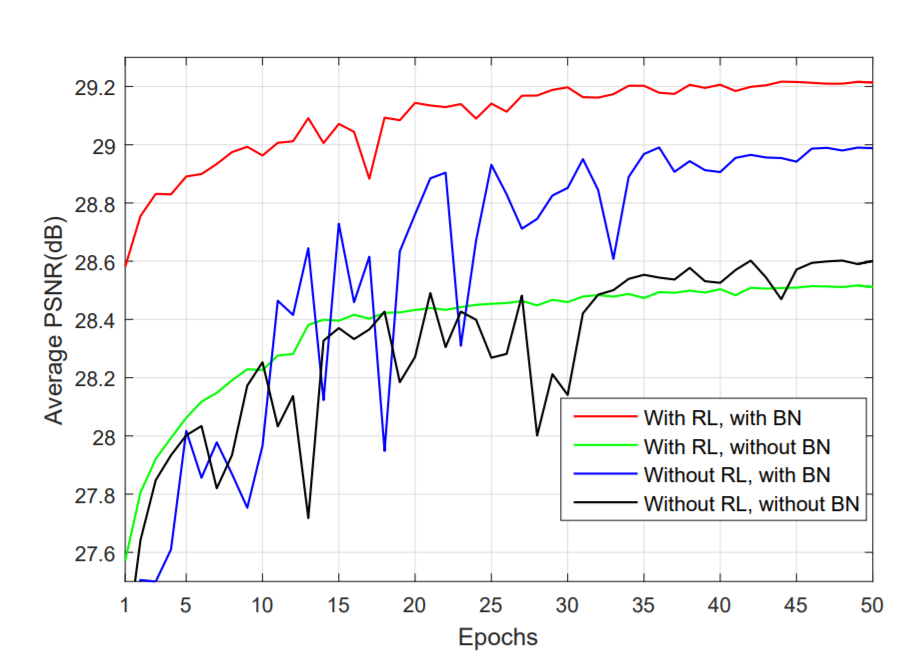 29.2
29
28.8
28.6
28.4
28.2
28
27.8
27.6
Average PSNR(dB)
With RL, with BN
With RL, without BN
Without RL, with BN
Without RL, without BN
1 5 10 15 20 25 30 35 40 45 50
Epochs